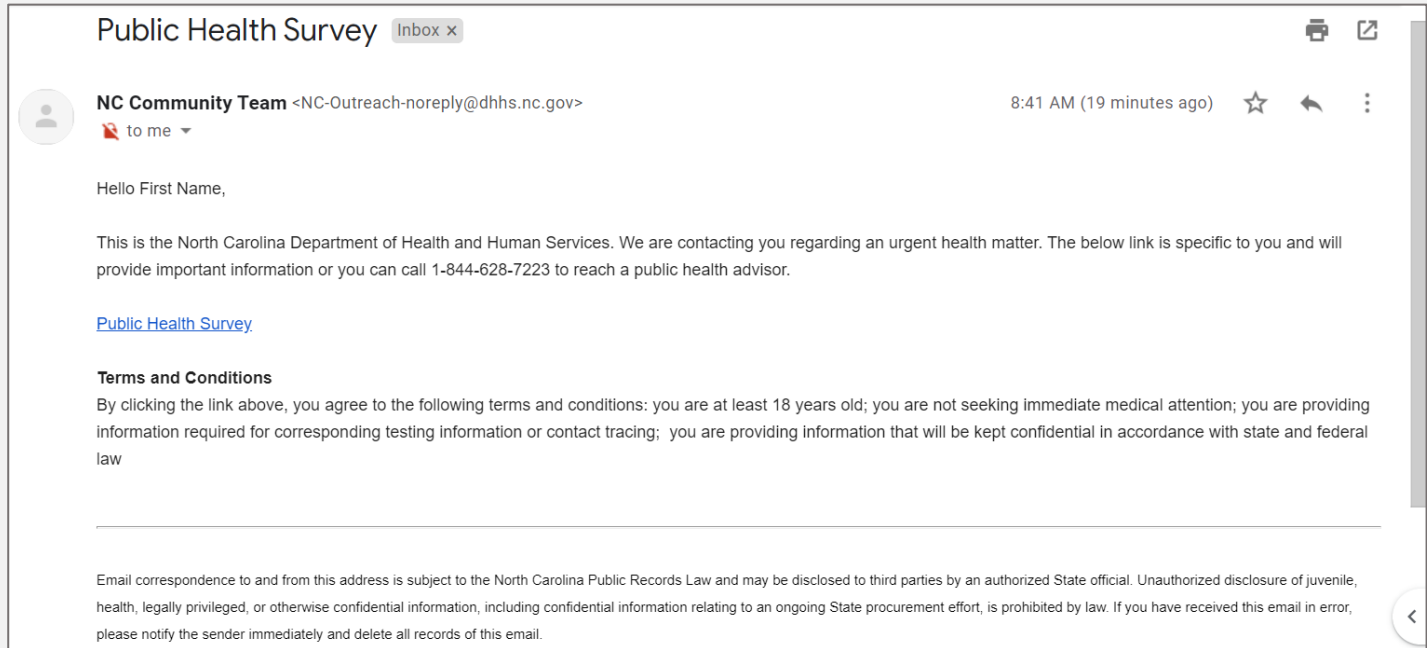 Public Health Survey Inbox x
NC Community Team <NC-Outreach-noreply@dhhs.nc.gov> 8:41 AM (19 minutes ago)
to me
Hello First Name,
This is the North Carolina Department of Health and Human Services. We are contacting you regarding an urgent health matter. The below link is specific to you and will
provide important information or you can call 1-844-628-7223 to reach a public health advisor.
Public Health Survey
Terms and Conditions
By clicking the link above, you agree to the following terms and conditions: you are at least 18 years old; you are not seeking immediate medical attention; you are providing
information required for corresponding testing information or contact tracing;  you are providing information that will be kept confidential in accordance with state and federal
law
Email correspondence to and from this address is subject to the North Carolina Public Records Law and may be disclosed to third parties by an authorized State official. Unauthorized disclosure of juvenile,
health, legally privileged, or otherwise confidential information, including confidential information relating to an ongoing State procurement effort, is prohibited by law. If you have received this email in error,
please notify the sender immediately and delete all records of this email.